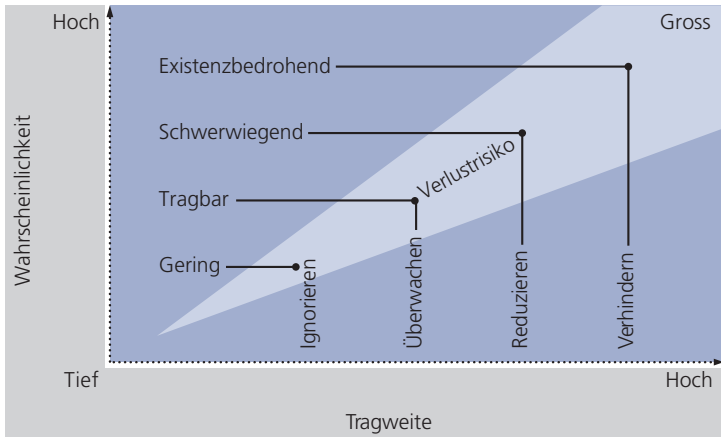 Hoch
Gross
Existenzbedrohend
Schwerwiegend
Verlustrisiko
Tragbar
Gering
Ignorieren
Überwachen
Reduzieren
Verhindern
Wahrscheinlichkeit
Tief
Hoch
Tragweite